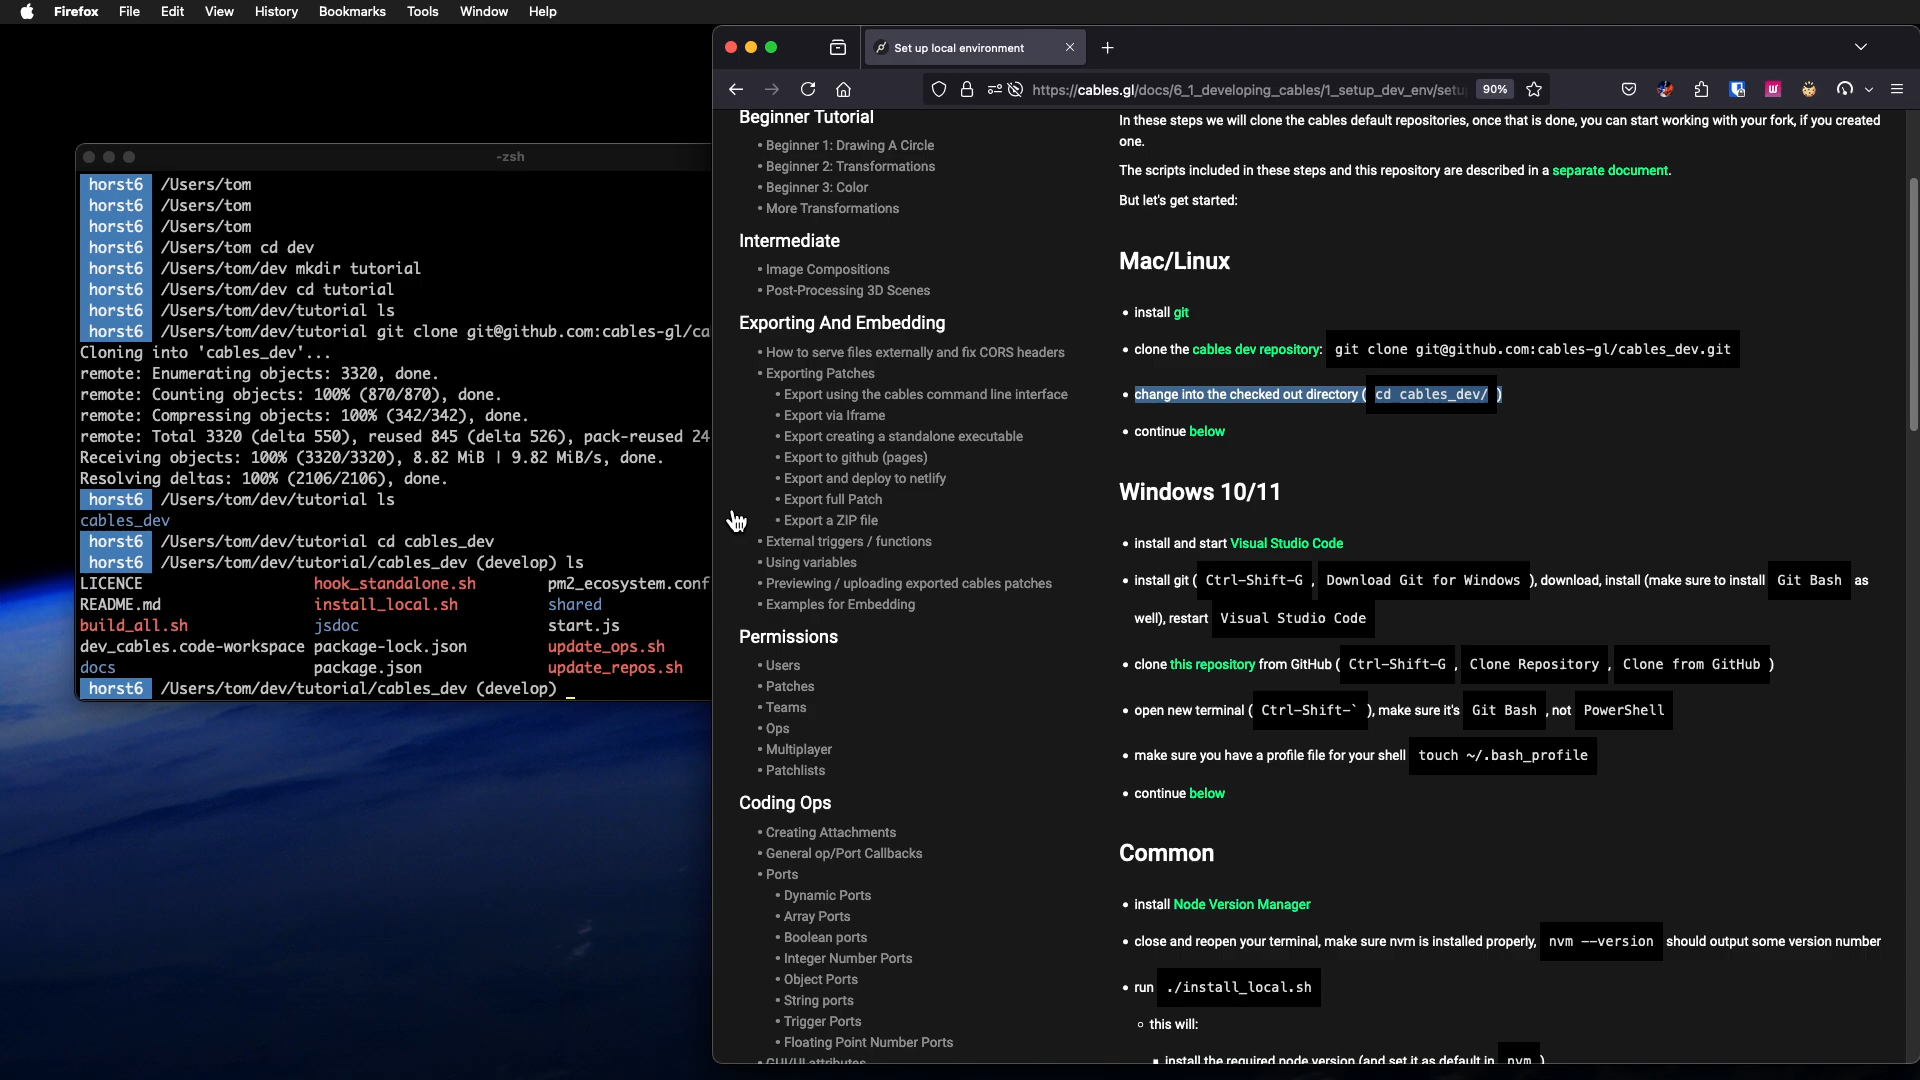 Firefox File Edit View History Bookmarks Tools Window Help
Set up local environment
https://cables.gl/docs/6_1_developing_cables/1_setup_dev_env/setu
90%
-zsh
horst6 /Users/tom
horst6 /Users/tom
horst6 /Users/tom
horst6 /Users/tom cd dev
horst6 /Users/tom/dev mkdir tutorial
horst6 /Users/tom/dev cd tutorial
horst6 /Users/tom/dev/tutorial ls
horst6 /Users/tom/dev/tutorial git clone git@github.com:cables-gl/ca
Cloning into 'cables_dev'...
remote: Enumerating objects: 3320, done.
remote: Counting objects: 100% (870/870), done.
remote: Compressing objects: 100% (342/342), done.
remote: Total 3320 (delta 550), reused 845 (delta 526), pack-reused 24
Receiving objects: 100% (3320/3320), 8.82 MiB | 9.82 MiB/s, done.
Resolving deltas: 100% (2106/2106), done.
horst6 /Users/tom/dev/tutorial ls
cables_dev
horst6 /Users/tom/dev/tutorial cd cables_dev
horst6 /Users/tom/dev/tutorial/cables_dev (develop) ls
LICENCE hook_standalone.sh pm2_ecosystem.conf
README.md install_local.sh shared
build_all.sh jsdoc start.js
dev_cables.code-workspace package-lock.json update_ops.sh
docs package.json update_repos.sh
horst6 /Users/tom/dev/tutorial/cables_dev (develop) _
Beginner Tutorial
• Beginner 1: Drawing A Circle
• Beginner 2: Transformations
• Beginner 3: Color
• More Transformations
Intermediate
• Image Compositions
• Post-Processing 3D Scenes
Exporting And Embedding
• How to serve files externally and fix CORS headers
• Exporting Patches
• Export using the cables command line interface
• Export via Iframe
• Export creating a standalone executable
• Export to github (pages)
• Export and deploy to netlify
• Export full Patch
• Export a ZIP file
• External triggers / functions
• Using variables
• Previewing / uploading exported cables patches
• Examples for Embedding
Permissions
• Users
• Patches
• Teams
• Ops
• Multiplayer
• Patchlists
Coding Ops
• Creating Attachments
• General op/Port Callbacks
• Ports
• Dynamic Ports
• Array Ports
• Boolean ports
• Integer Number Ports
• Object Ports
• String ports
• Trigger Ports
• Floating Point Number Ports
• GUI/UI attributes
In these steps we will clone the cables default repositories, once that is done, you can start working with your fork, if you created
one.
The scripts included in these steps and this repository are described in a separate document.
But let's get started:
Mac/Linux
• install git
• clone the cables dev repository: git clone git@github.com:cables-gl/cables_dev.git
• change into the checked out directory ( cd cables_dev/ )
• continue below
Windows 10/11
• install and start Visual Studio Code
• install git ( Ctrl-Shift-G , Download Git for Windows ), download, install (make sure to install Git Bash as
well), restart Visual Studio Code
• clone this repository from GitHub ( Ctrl-Shift-G , Clone Repository , Clone from GitHub )
• open new terminal ( Ctrl-Shift-` ), make sure it's Git Bash , not PowerShell
• make sure you have a profile file for your shell touch ~/.bash_profile
• continue below
Common
• install Node Version Manager
• close and reopen your terminal, make sure nvm is installed properly, nvm --version should output some version number
• run ./install_local.sh
this will:
install the required node version (and set it as default in nvm )